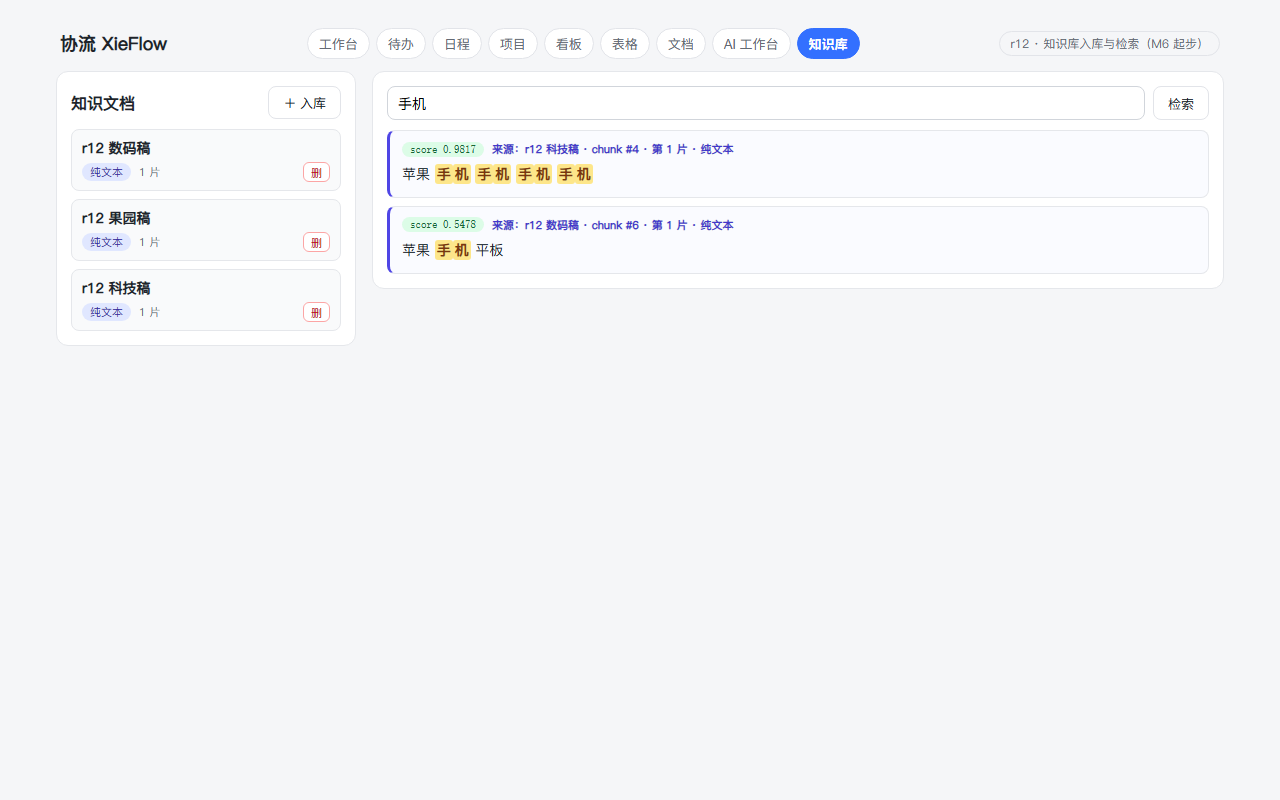 协流 XieFlow
工作台 待办 日程 项目 看板 表格 文档 AI 工作台 知识库
r12 · 知识库入库与检索（M6 起步）
知识文档
＋ 入库
r12 数码稿
纯文本 1 片 删
r12 果园稿
纯文本 1 片 删
r12 科技稿
纯文本 1 片 删
手机
检索
score 0.9817 来源：r12 科技稿 · chunk #4 · 第 1 片 · 纯文本
苹果 手机 手机 手机 手机
score 0.5478 来源：r12 数码稿 · chunk #6 · 第 1 片 · 纯文本
苹果 手机 平板